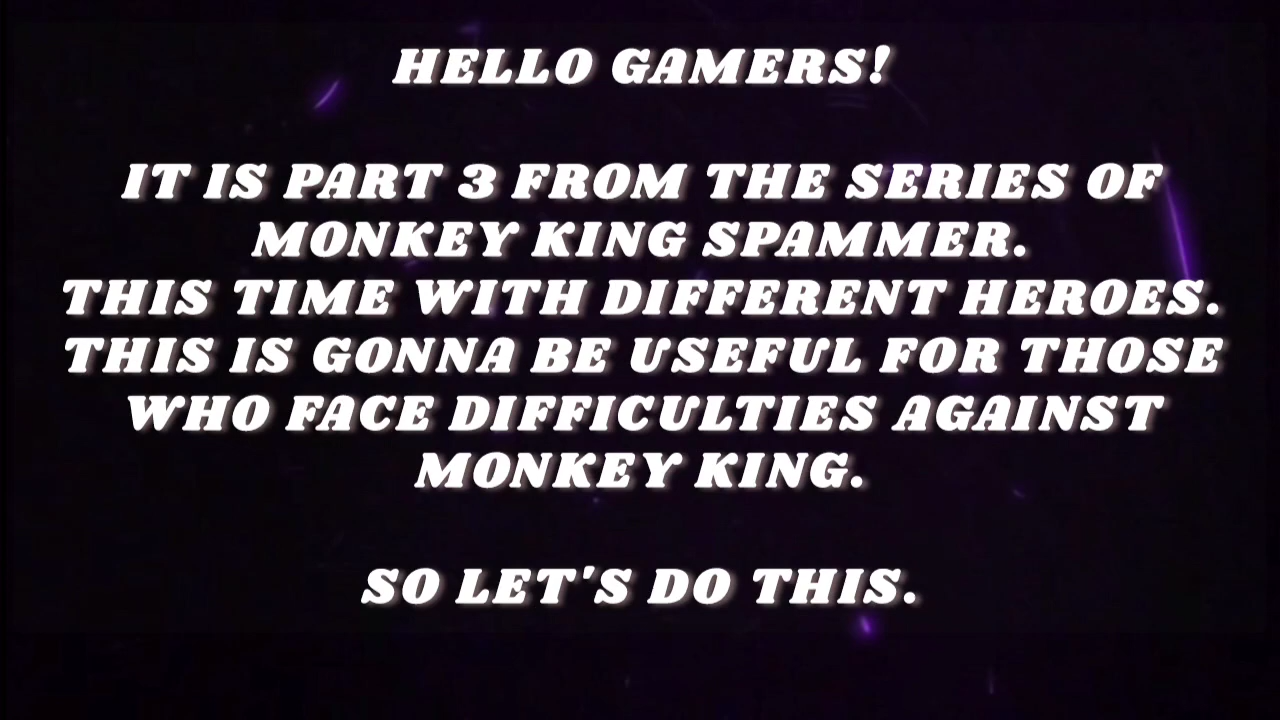 HELLO GAMERS!
IT IS PART 3 FROM THE SERIES OF
MONKEY KING SPAMMER.
THIS TIME WITH DIFFERENT HEROES.
THIS IS GONNA BE USEFUL FOR THOSE
WHO FACE DIFFICULTIES AGAINST
MONKEY KING.
SO LET'S DO THIS.